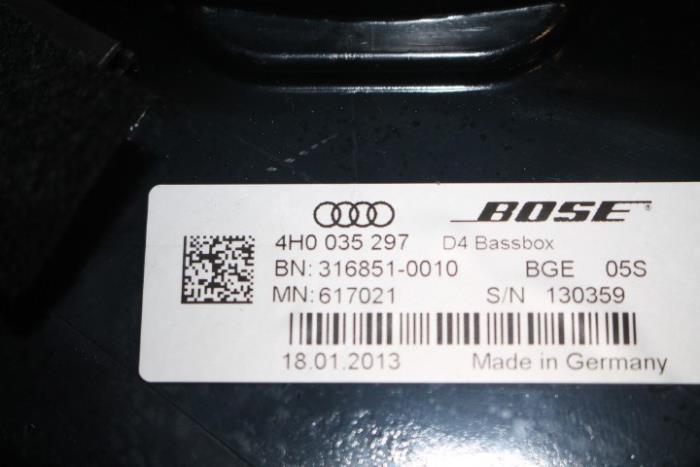 BOSE®
4H0 035 297 D4 Bassbox
BN: 316851-0010 BGE 05S
MN: 617021 S/N 130359
18.01.2013 Made in Germany